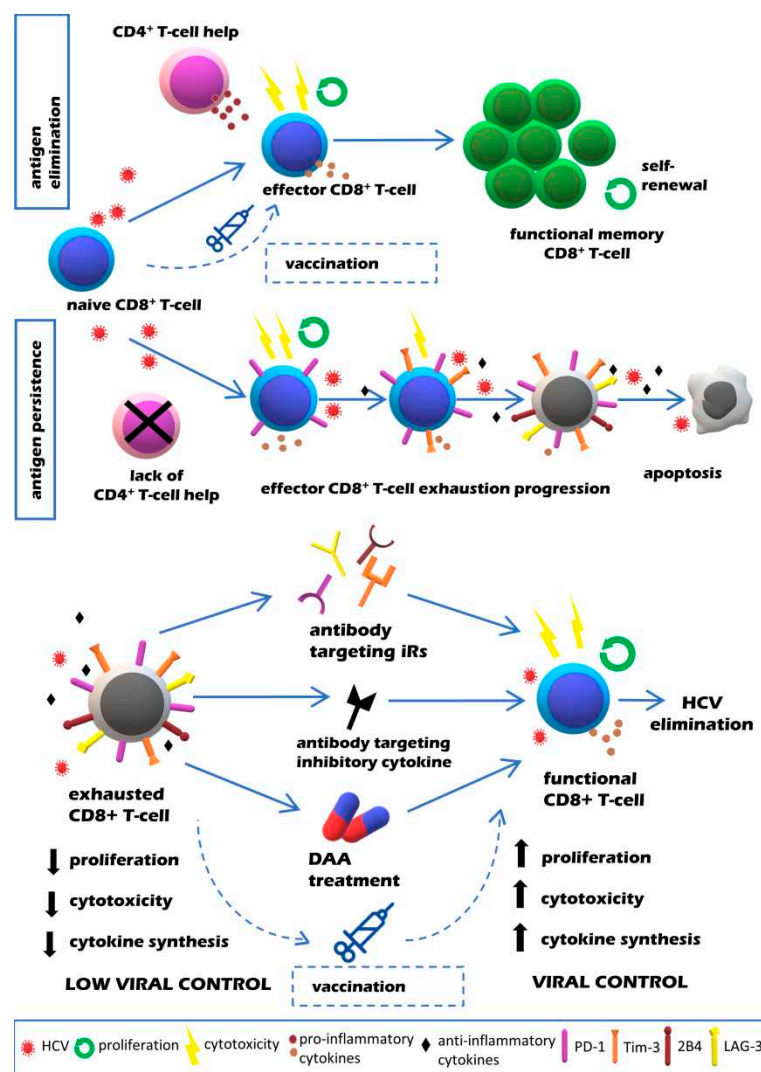 CD4⁺ T-cell help
antigen
elimination
effector CD8⁺ T-cell
self-
renewal
functional memory
CD8⁺ T-cell
vaccination
naive CD8⁺ T-cell
antigen persistence
lack of
CD4⁺ T-cell help
effector CD8⁺ T-cell exhaustion progression
apoptosis
antibody
targeting iRs
HCV
elimination
antibody targeting
inhibitory cytokine
exhausted
CD8+ T-cell
functional
CD8+ T-cell
DAA
treatment
proliferation
cytotoxicity
cytokine synthesis
LOW VIRAL CONTROL
vaccination
proliferation
cytotoxicity
cytokine synthesis
VIRAL CONTROL
HCV
proliferation
cytotoxicity
pro-inflammatory
cytokines
anti-inflammatory
cytokines
PD-1
Tim-3
2B4
LAG-3